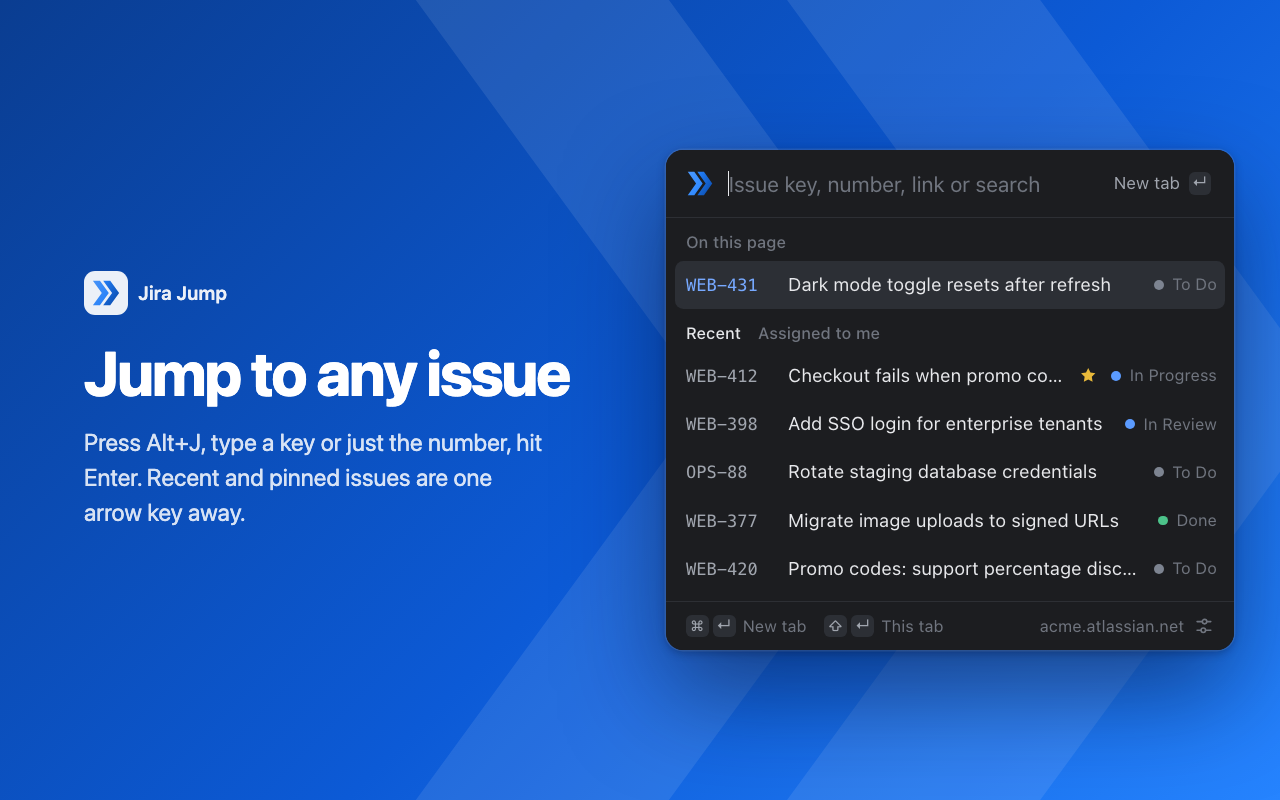 Jira Jump
Jump to any issue
Press Alt+J, type a key or just the number, hit
Enter. Recent and pinned issues are one
arrow key away.
Issue key, number, link or search
New tab
On this page
WEB-431 Dark mode toggle resets after refresh To Do
Recent Assigned to me
WEB-412 Checkout fails when promo co... In Progress
WEB-398 Add SSO login for enterprise tenants In Review
OPS-88 Rotate staging database credentials To Do
WEB-377 Migrate image uploads to signed URLs Done
WEB-420 Promo codes: support percentage disc... To Do
⌘ ↵ New tab ⇧ ↵ This tab acme.atlassian.net